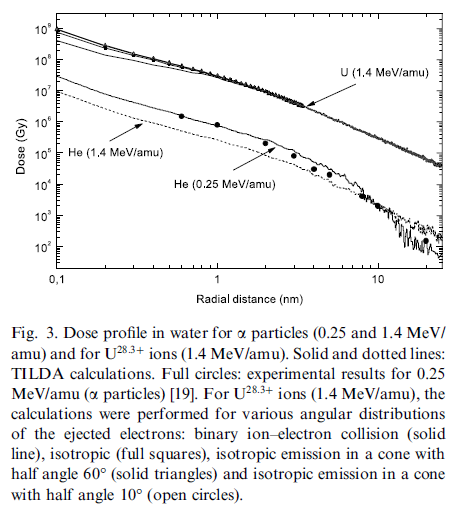 10⁹
10⁸
10⁷
10⁶
10⁵
10⁴
10³
10²
Dose (Gy)
U (1.4 MeV/amu)
He (1.4 MeV/amu)
He (0.25 MeV/amu)
0,1
1
10
Radial distance (nm)
Fig. 3. Dose profile in water for α particles (0.25 and 1.4 MeV/
amu) and for U²⁸·³⁺ ions (1.4 MeV/amu). Solid and dotted lines:
TILDA calculations. Full circles: experimental results for 0.25
MeV/amu (α particles) [19]. For U²⁸·³⁺ ions (1.4 MeV/amu), the
calculations were performed for various angular distributions
of the ejected electrons: binary ion–electron collision (solid
line), isotropic (full squares), isotropic emission in a cone with
half angle 60° (solid triangles) and isotropic emission in a cone
with half angle 10° (open circles).